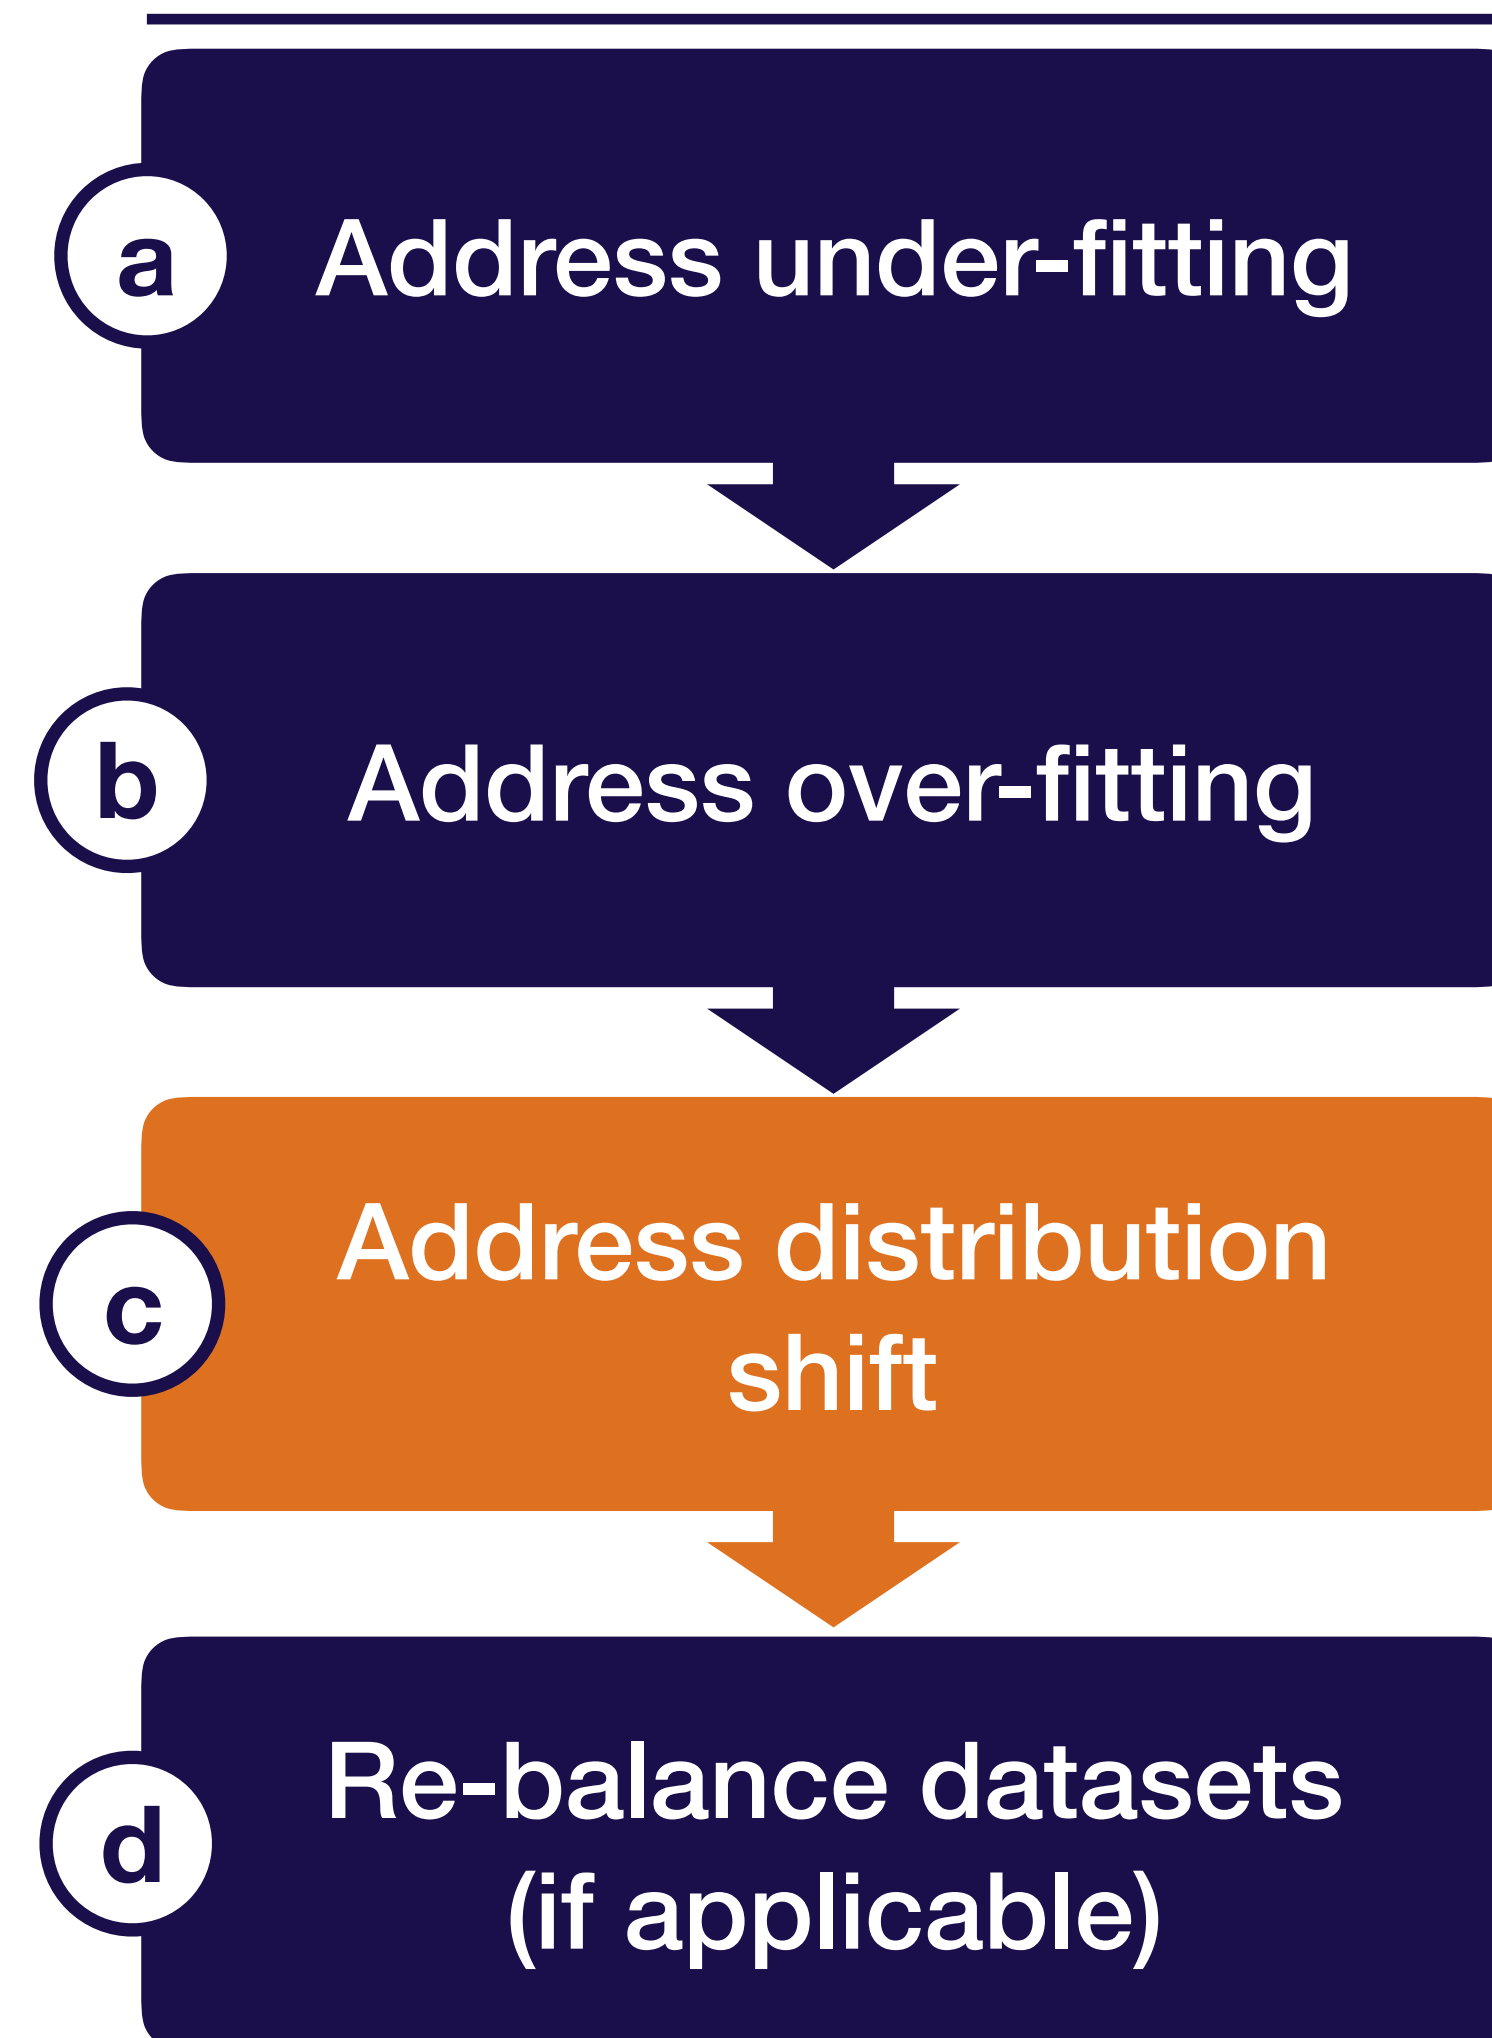 a
Address under-fitting
b
Address over-fitting
c
Address distribution
shift
d
Re-balance datasets
(if applicable)